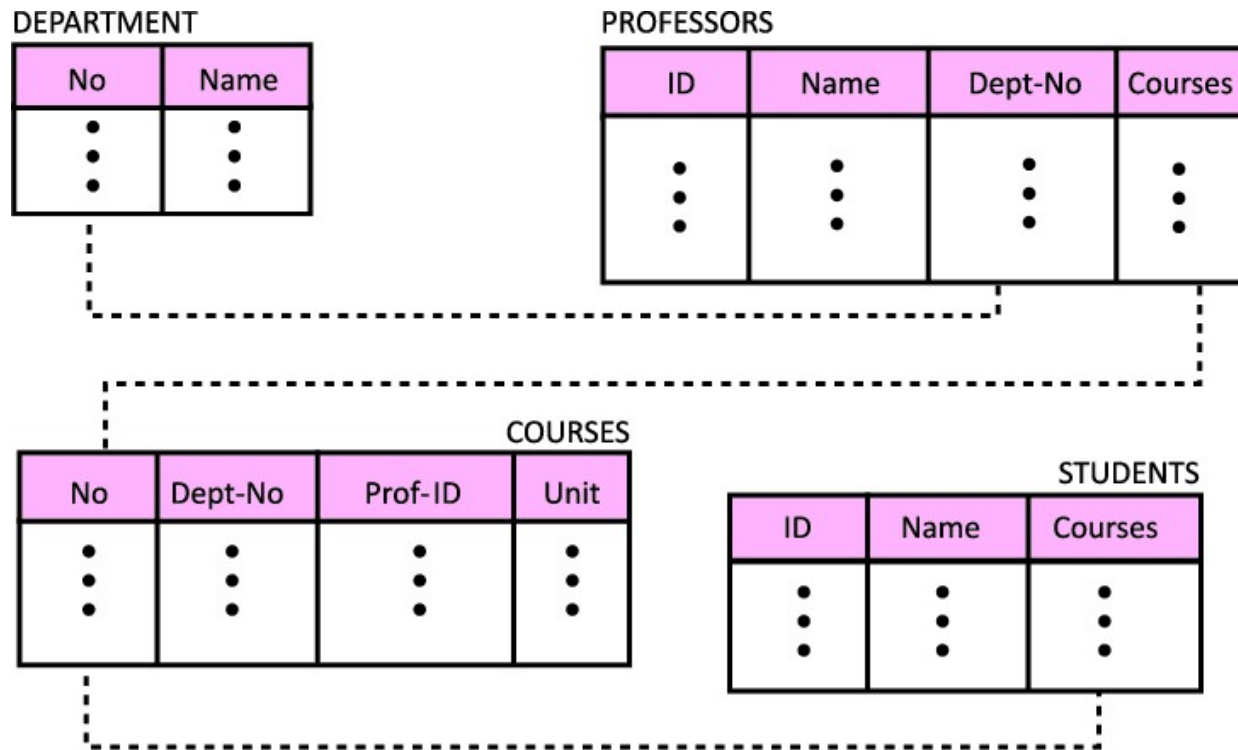 DEPARTMENT
No Name
PROFESSORS
ID Name Dept-No Courses
COURSES
No Dept-No Prof-ID Unit
STUDENTS
ID Name Courses